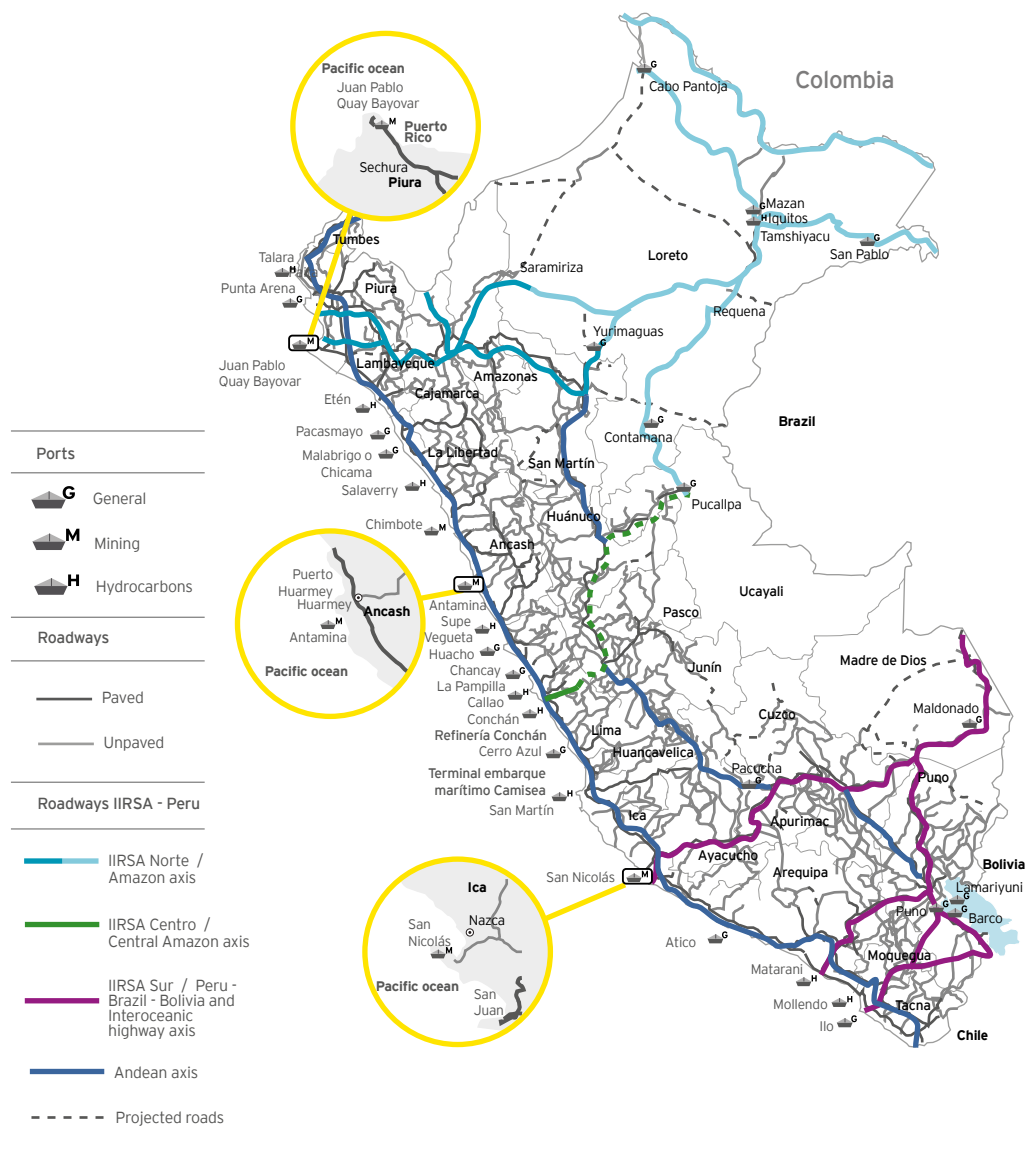 Colombia
G
Cabo Pantoja
Pacific ocean
Juan Pablo
Quay Bayovar
M
Puerto
Rico
Sechura
Piura
G
Mazan
H
Iquitos
Tamshiyacu
G
San Pablo
Tumbes
Loreto
Talara
H
Paita
Saramiriza
Punta Arena
G
Piura
Requena
Yurimaguas
G
M
Juan Pablo
Quay Bayovar
Lambayeque
Amazonas
Cajamarca
Etén
H
Brazil
Pacasmayo
G
Contamana
G
Malabrigo o
Chicama
G
La Libertad
San Martín
Salaverry
H
G
Pucallpa
Chimbote
M
Huánuco
Ancash
Ports
G
General
M
Mining
H
Hydrocarbons
Roadways
Paved
Unpaved
Roadways IIRSA - Peru
IIRSA Norte /
Amazon axis
IIRSA Centro /
Central Amazon axis
IIRSA Sur / Peru -
Brazil - Bolivia and
Interoceanic
highway axis
Andean axis
Projected roads
Puerto
Huarmey
Huarmey
Ancash
M
Antamina
Pacific ocean
M
Antamina
Supe
H
Vegueta
Huacho
G
Chancay
G
La Pampilla
H
Callao
Conchán
H
Refinería Conchán
Cerro Azul
G
Terminal embarque
marítimo Camisea
H
San Martín
Ucayali
Pasco
Junín
Madre de Dios
Maldonado
G
Cuzco
Lima
Huancavelica
Pacucha
G
Puno
Ica
Apurimac
Ayacucho
Arequipa
Bolivia
San Nicolás
M
Lamariyuni
G
Puno
G
G
Barco
Ica
Nazca
San
Nicolás
M
Pacific ocean
San
Juan
Atico
G
Moquegua
Matarani
H
Mollendo
H
Ilo
G
Tacna
Chile